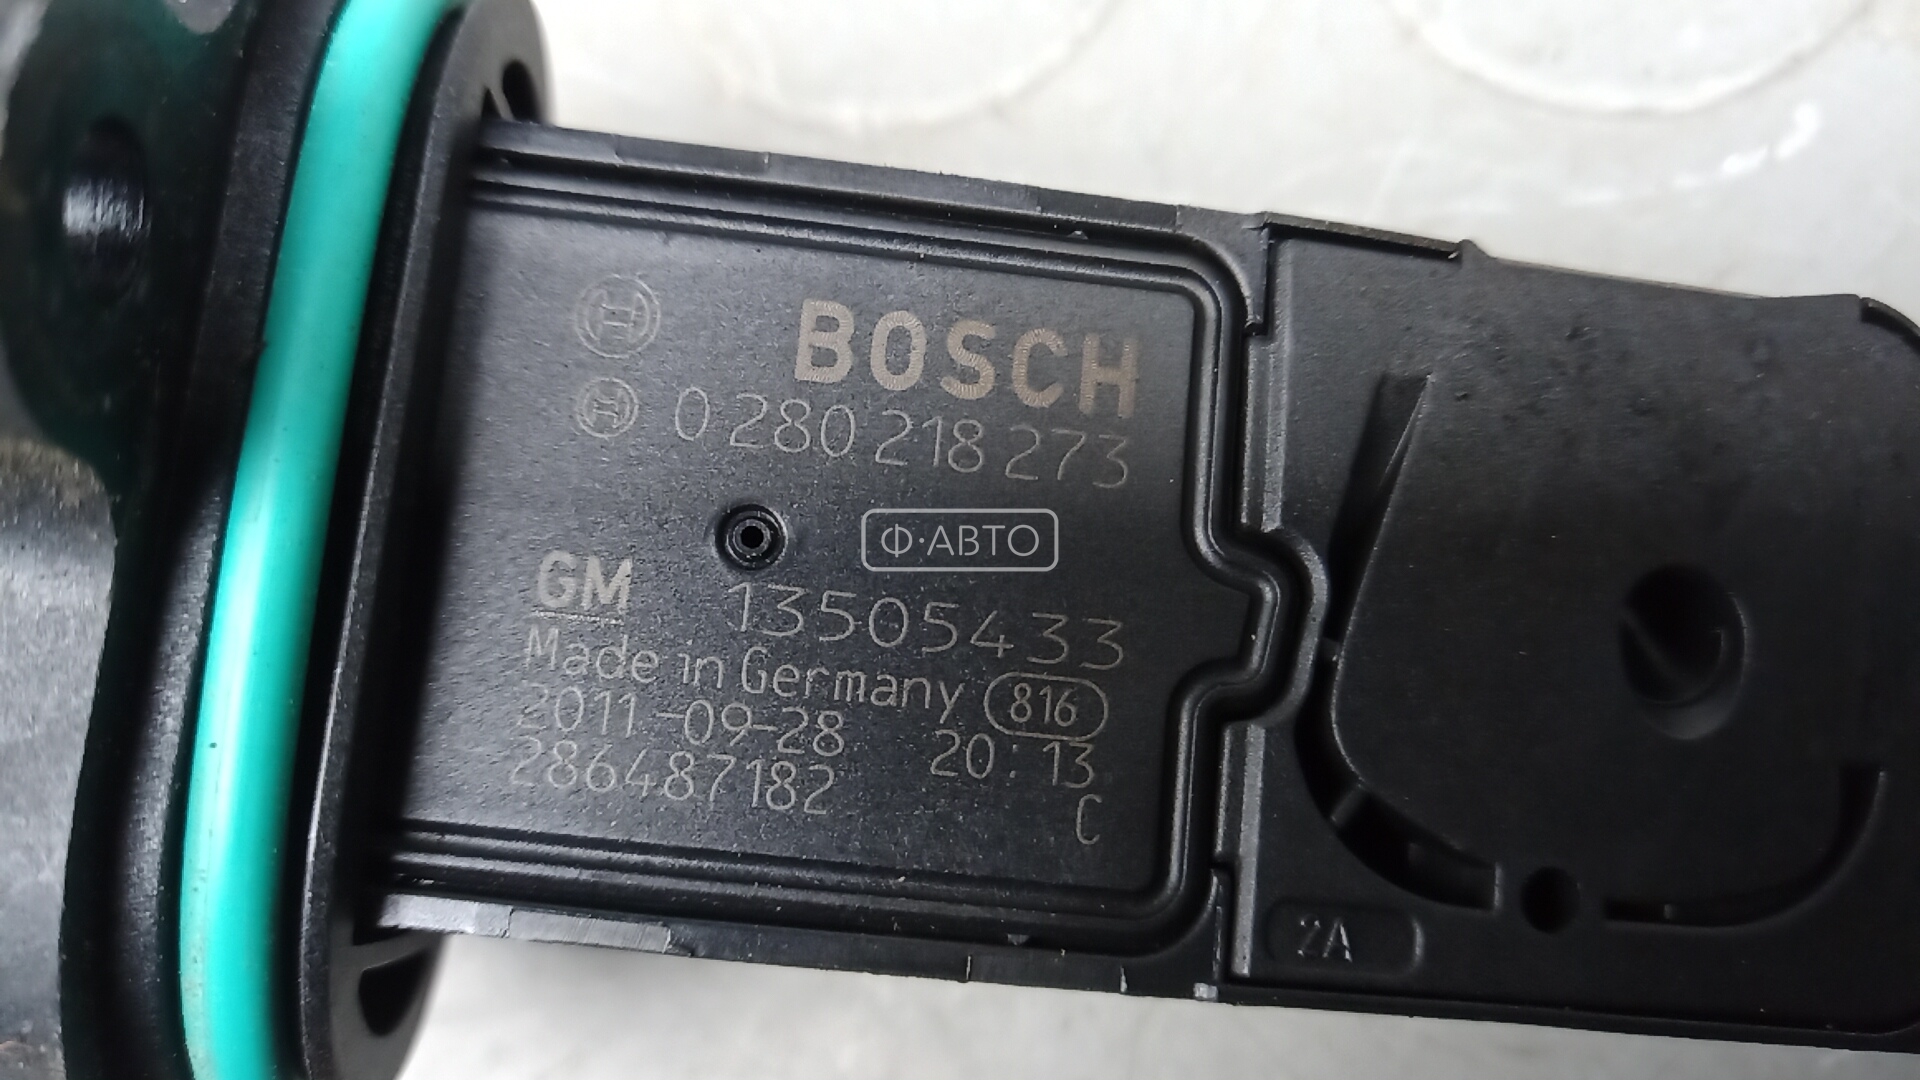 BOSCH
0 280 218 273
Ф·АВТО
GM 13505433
Made in Germany 816
2011-09-28 20:13
286487182 C
2A